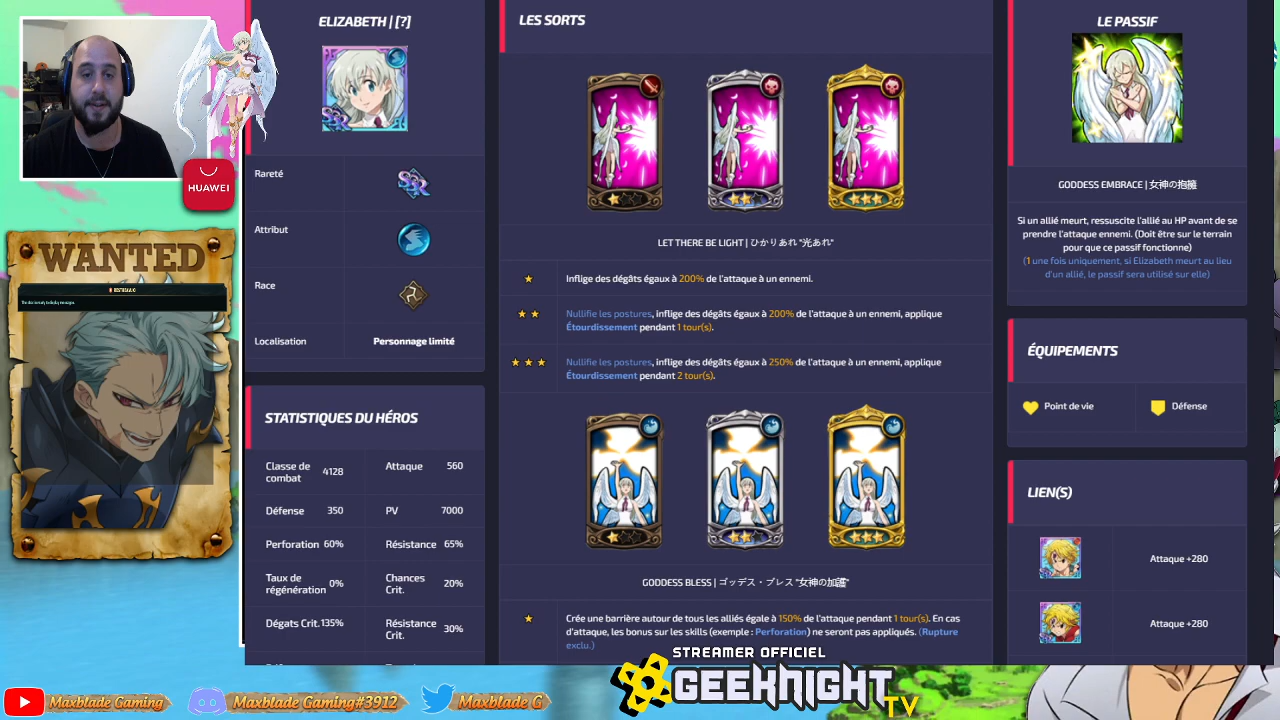 HUAWEI
WANTED
ELIZABETH | [?]
Rareté
SR
Attribut
Race
Localisation
Personnage limité
STATISTIQUES DU HÉROS
Classe de combat 4128
Attaque 560
Défense 350
PV 7000
Perforation 60%
Résistance 65%
Taux de régénération 0%
Chances Crit. 20%
Dégats Crit. 135%
Résistance Crit. 30%
LES SORTS
LET THERE BE LIGHT | ひかりあれ "光あれ"
Inflige des dégâts égaux à 200% de l'attaque à un ennemi.
Nullifie les postures, inflige des dégâts égaux à 200% de l'attaque à un ennemi, applique
Étourdissement pendant 1 tour(s).
Nullifie les postures, inflige des dégâts égaux à 250% de l'attaque à un ennemi, applique
Étourdissement pendant 2 tour(s).
GODDESS BLESS | ゴッデス・ブレス "女神の加護"
Crée une barrière autour de tous les alliés égale à 150% de l'attaque pendant 1 tour(s). En cas
d'attaque, les bonus sur les skills (exemple : Perforation) ne seront pas appliqués. (Rupture
exclu.)
LE PASSIF
GODDESS EMBRACE | 女神の抱擁
Si un allié meurt, ressuscite l'allié au HP avant de se
prendre l'attaque ennemi. (Doit être sur le terrain
pour que ce passif fonctione)
(1 une fois uniquement, si Elizabeth meurt au lieu
d'un allié, le passif sera utilisé sur elle)
ÉQUIPEMENTS
Point de vie
Défense
LIEN(S)
Attaque +280
Attaque +280
Maxblade Gaming
Maxblade Gaming#3912
Maxblade G
STREAMER OFFICIEL
GEEKNIGHT
TV